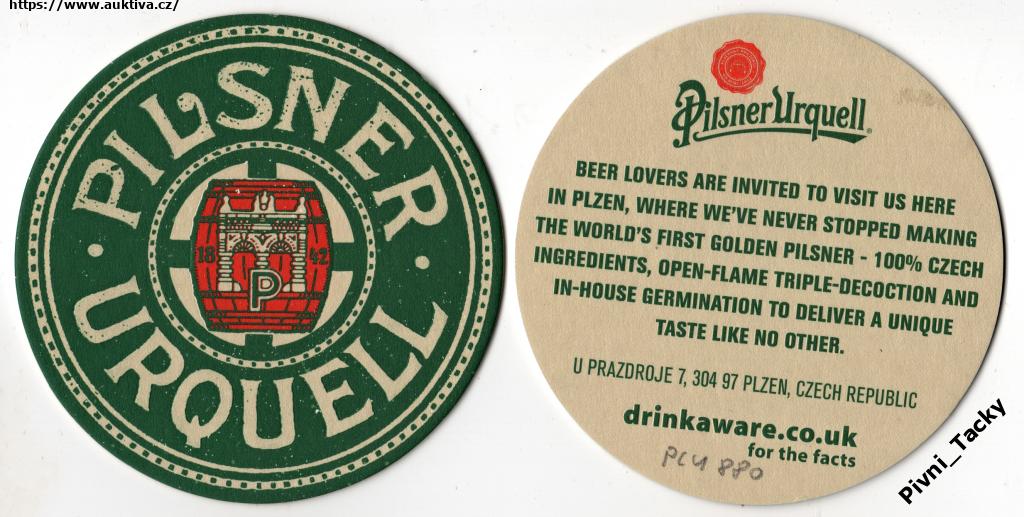 https://www.auktiva.cz/
PILSNER
URQUELL
18 42
P
Pilsner Urquell
BEER LOVERS ARE INVITED TO VISIT US HERE
IN PLZEN, WHERE WE'VE NEVER STOPPED MAKING
THE WORLD'S FIRST GOLDEN PILSNER - 100% CZECH
INGREDIENTS, OPEN-FLAME TRIPLE-DECOCTION AND
IN-HOUSE GERMINATION TO DELIVER A UNIQUE
TASTE LIKE NO OTHER.
U PRAZDROJE 7, 304 97 PLZEN, CZECH REPUBLIC
drinkaware.co.uk
for the facts
PLU 880
Pivni_Tacky